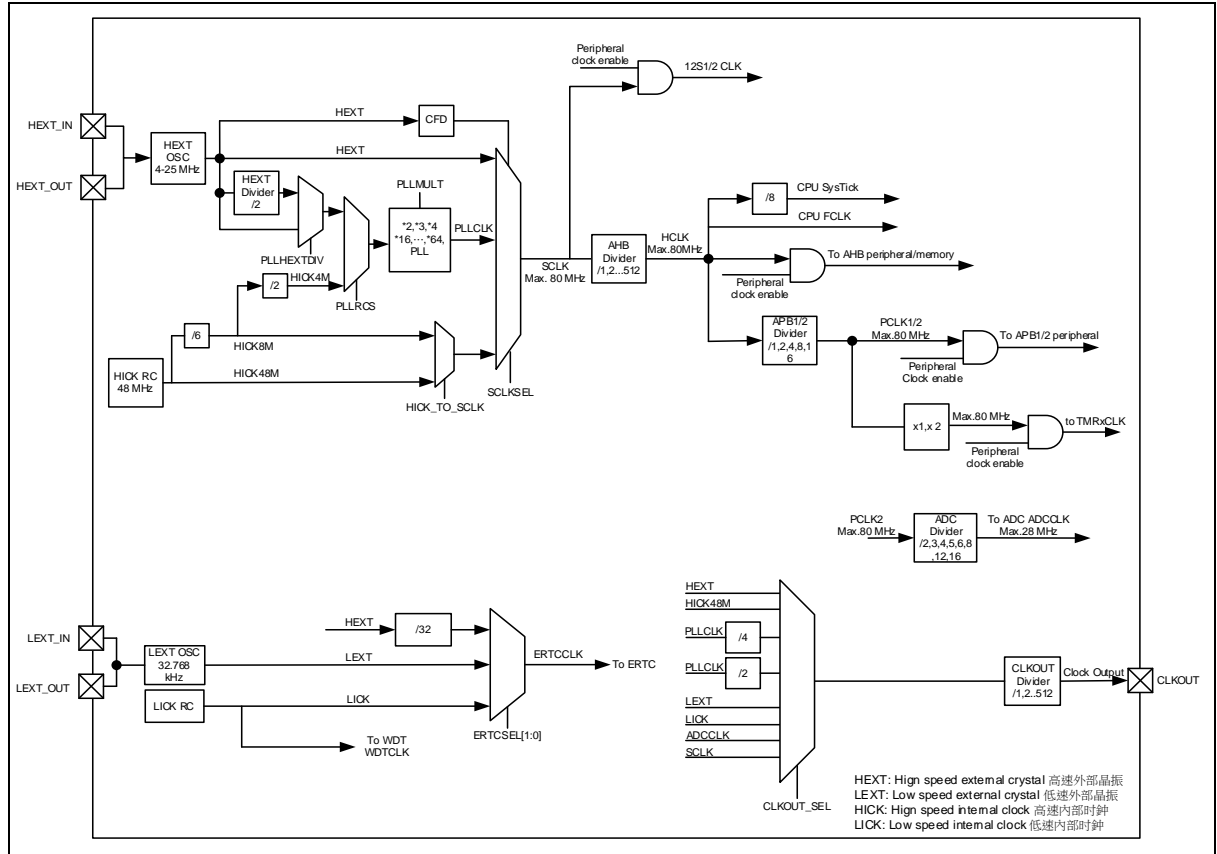 Peripheral
clock enable
12S1/2 CLK
HEXT_IN
HEXT_OUT
HEXT
OSC
4-25 MHz
HEXT
CFD
HEXT
HEXT
Divider
/2
PLLHEXTDIV
PLLMULT
*2,*3,*4
*16,...,*64,
PLL
PLLCLK
/2
HICK4M
PLLRCS
/6
HICK8M
HICK RC
48 MHz
HICK48M
HICK_TO_SCLK
SCLKSEL
SCLK
Max. 80 MHz
AHB
Divider
/1,2...512
HCLK
Max.80MHz
/8
CPU SysTick
CPU FCLK
To AHB peripheral/memory
Peripheral
clock enable
APB1/2
Divider
/1,2,4,8,1
6
PCLK1/2
Max.80 MHz
To APB1/2 peripheral
Peripheral
Clock enable
x1,x 2
Max.80 MHz
to TMRxCLK
Peripheral
clock enable
PCLK2
Max.80 MHz
ADC
Divider
/2,3,4,5,6,8
,12,16
To ADC ADCCLK
Max.28 MHz
LEXT_IN
LEXT_OUT
LEXT OSC
32.768
kHz
HEXT
/32
LEXT
LICK RC
LICK
To WDT
WDTCLK
ERTCSEL[1:0]
ERTCCLK
To ERTC
HEXT
HICK48M
PLLCLK
/4
PLLCLK
/2
LEXT
LICK
ADCCLK
SCLK
CLKOUT_SEL
CLKOUT
Divider
/1,2..512
Clock Output
CLKOUT
HEXT: Hign speed external crystal 高速外部晶振
LEXT: Low speed external crystal 低速外部晶振
HICK: Hign speed internal clock 高速內部时鈡
LICK: Low speed internal clock 低速內部时鈡